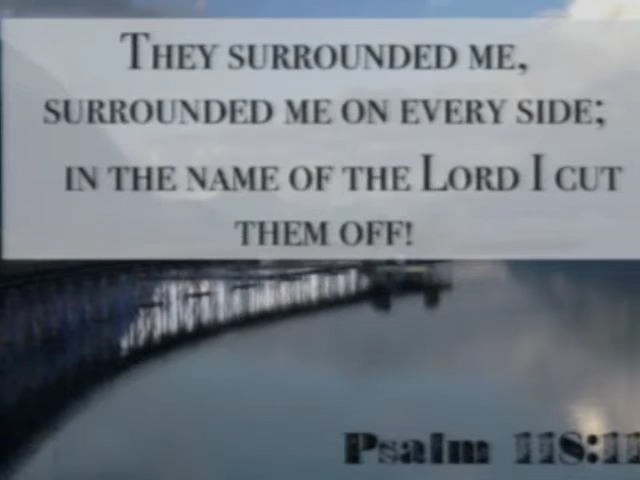 They surrounded me,
surrounded me on every side;
in the name of the Lord I cut
them off!
Psalm 118:11